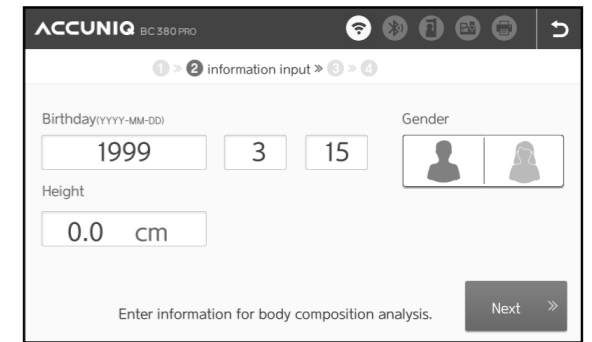 ACCUNIQ BC380 PRO
1 » 2 information input » 3 » 4
Birthday(YYYY-MM-DD) Gender
1999 3 15
Height
0.0 cm
Enter information for body composition analysis. Next »